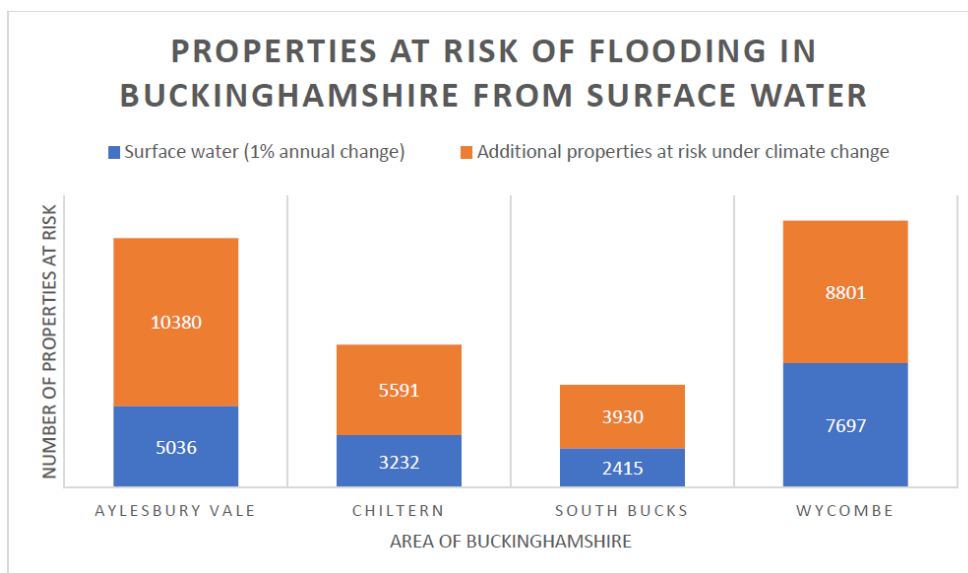 PROPERTIES AT RISK OF FLOODING IN
BUCKINGHAMSHIRE FROM SURFACE WATER
Surface water (1% annual change) Additional properties at risk under climate change
NUMBER OF PROPERTIES AT RISK
10380
5036
5591
3232
3930
2415
8801
7697
AYLESBURY VALE CHILTERN SOUTH BUCKS WYCOMBE
AREA OF BUCKINGHAMSHIRE